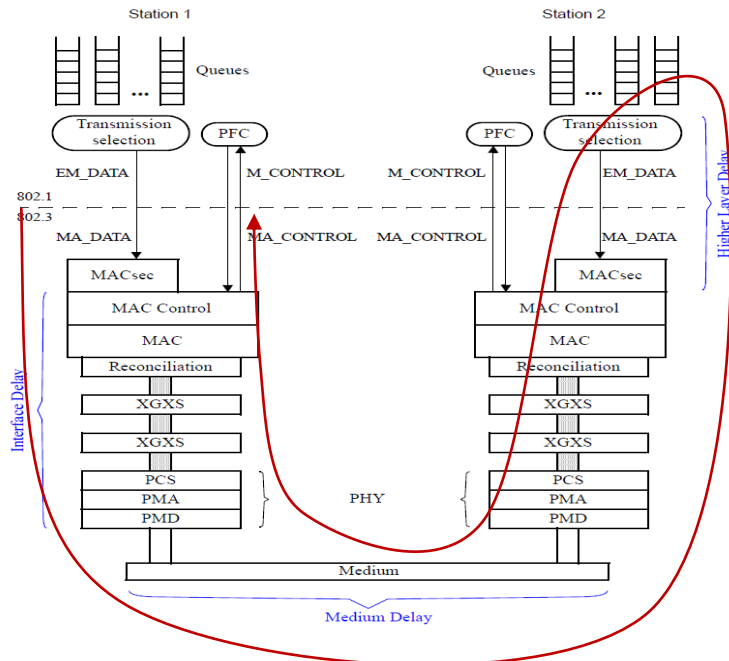 Station 1
Station 2
Queues
Queues
...
...
Transmission
selection
PFC
PFC
Transmission
selection
EM_DATA
M_CONTROL
M_CONTROL
EM_DATA
802.1
802.3
MA_DATA
MA_CONTROL
MA_CONTROL
MA_DATA
Higher Layer Delay
MACsec
MACsec
MAC Control
MAC Control
MAC
MAC
Reconciliation
Reconciliation
Interface Delay
XGXS
XGXS
XGXS
XGXS
PCS
PCS
PMA
PHY
PMA
PMD
PMD
Medium
Medium Delay